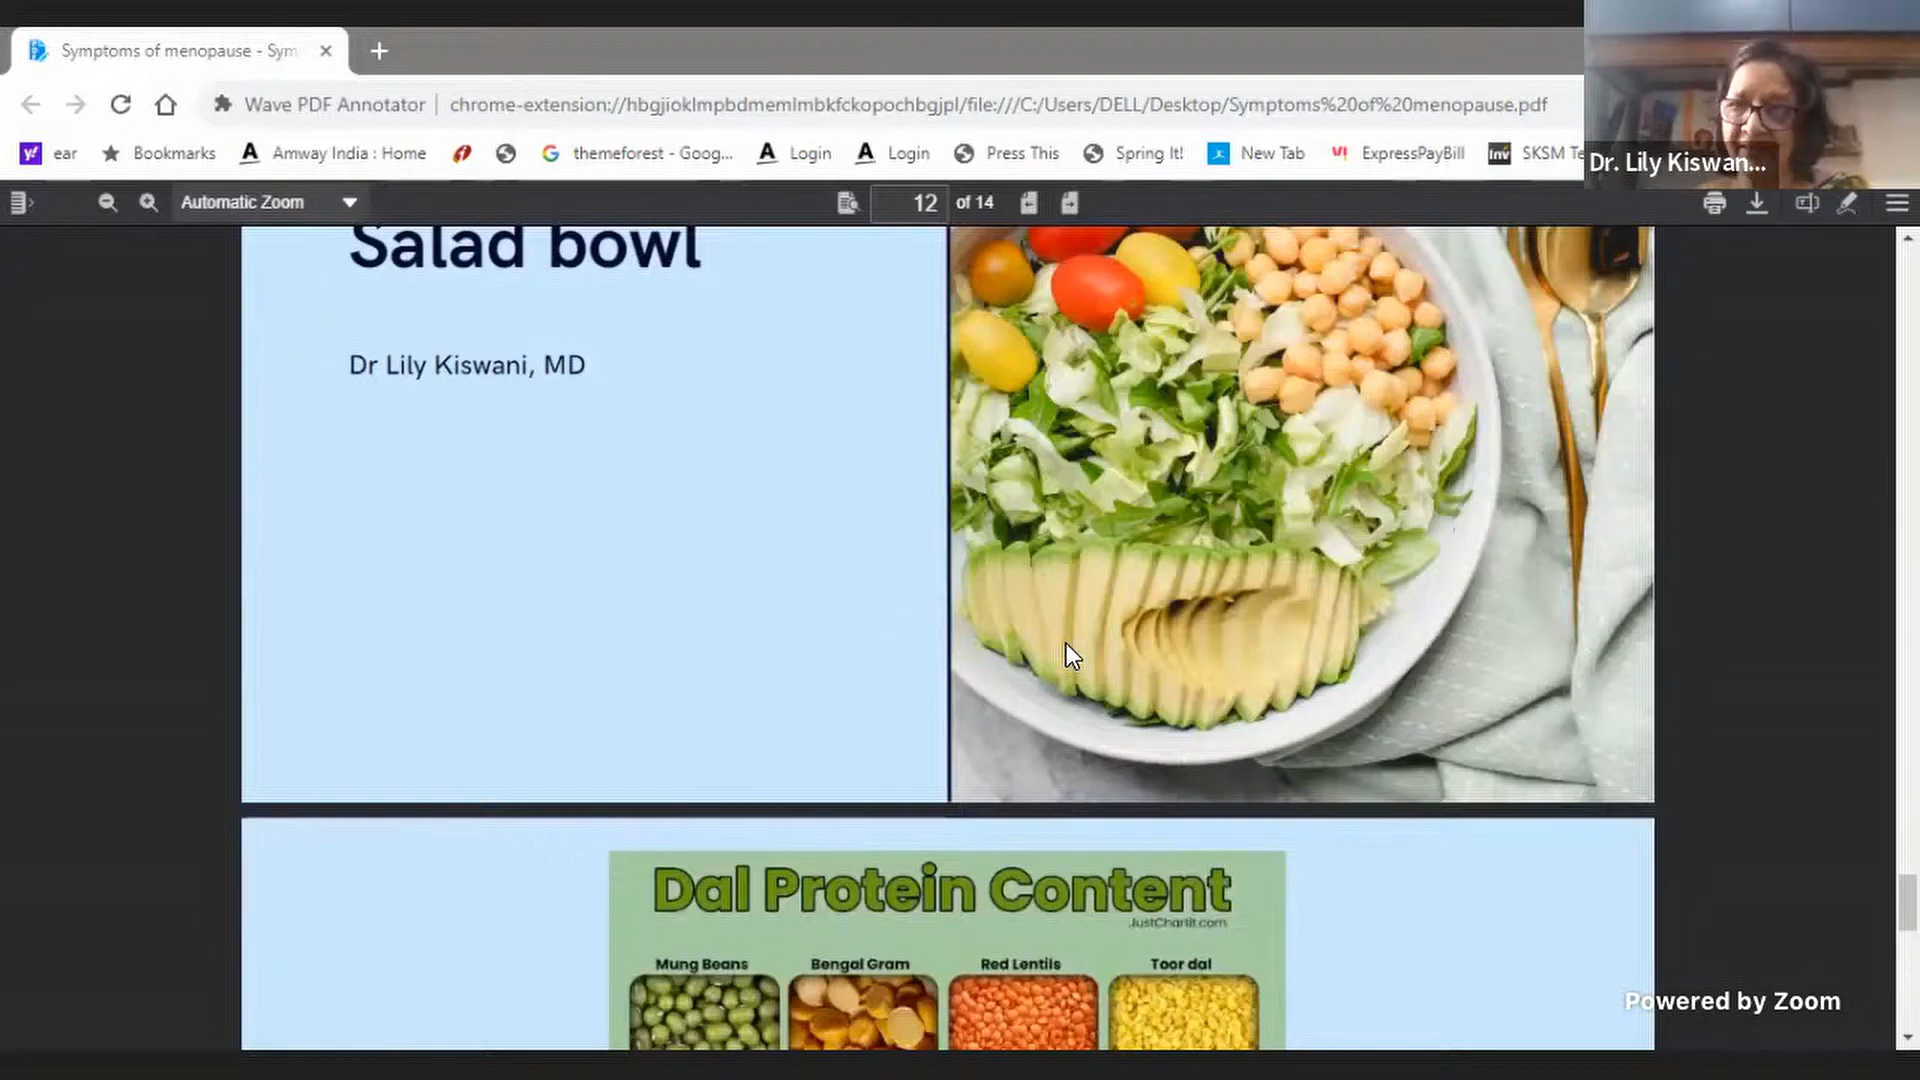 Symptoms of menopause - Sym
Wave PDF Annotator
chrome-extension://hbgjioklmpbdmemlmbkfckopochbgjpl/file:///C:/Users/DELL/Desktop/Symptoms%20of%20menopause.pdf
ear
Bookmarks
Amway India : Home
themeforest - Goog...
Login
Login
Press This
Spring It!
New Tab
ExpressPayBill
inv
SKSM Te
Dr. Lily Kiswan...
Automatic Zoom
12 of 14
Salad bowl
Dr Lily Kiswani, MD
Dal Protein Content
JustChartit.com
Mung Beans
Bengal Gram
Red Lentils
Toor dal
Powered by Zoom